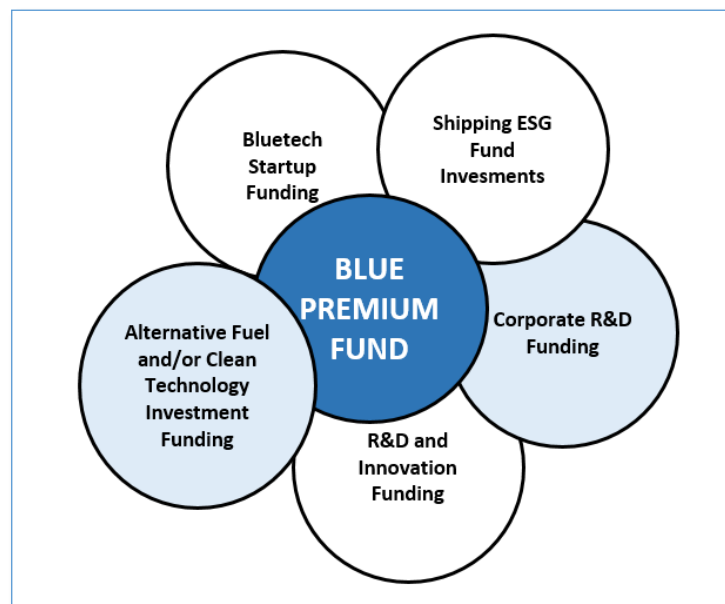 Bluetech
Startup
Funding
Shipping ESG
Fund
Invesments
BLUE
PREMIUM
FUND
Corporate R&D
Funding
Alternative Fuel
and/or Clean
Technology
Investment
Funding
R&D and
Innovation
Funding